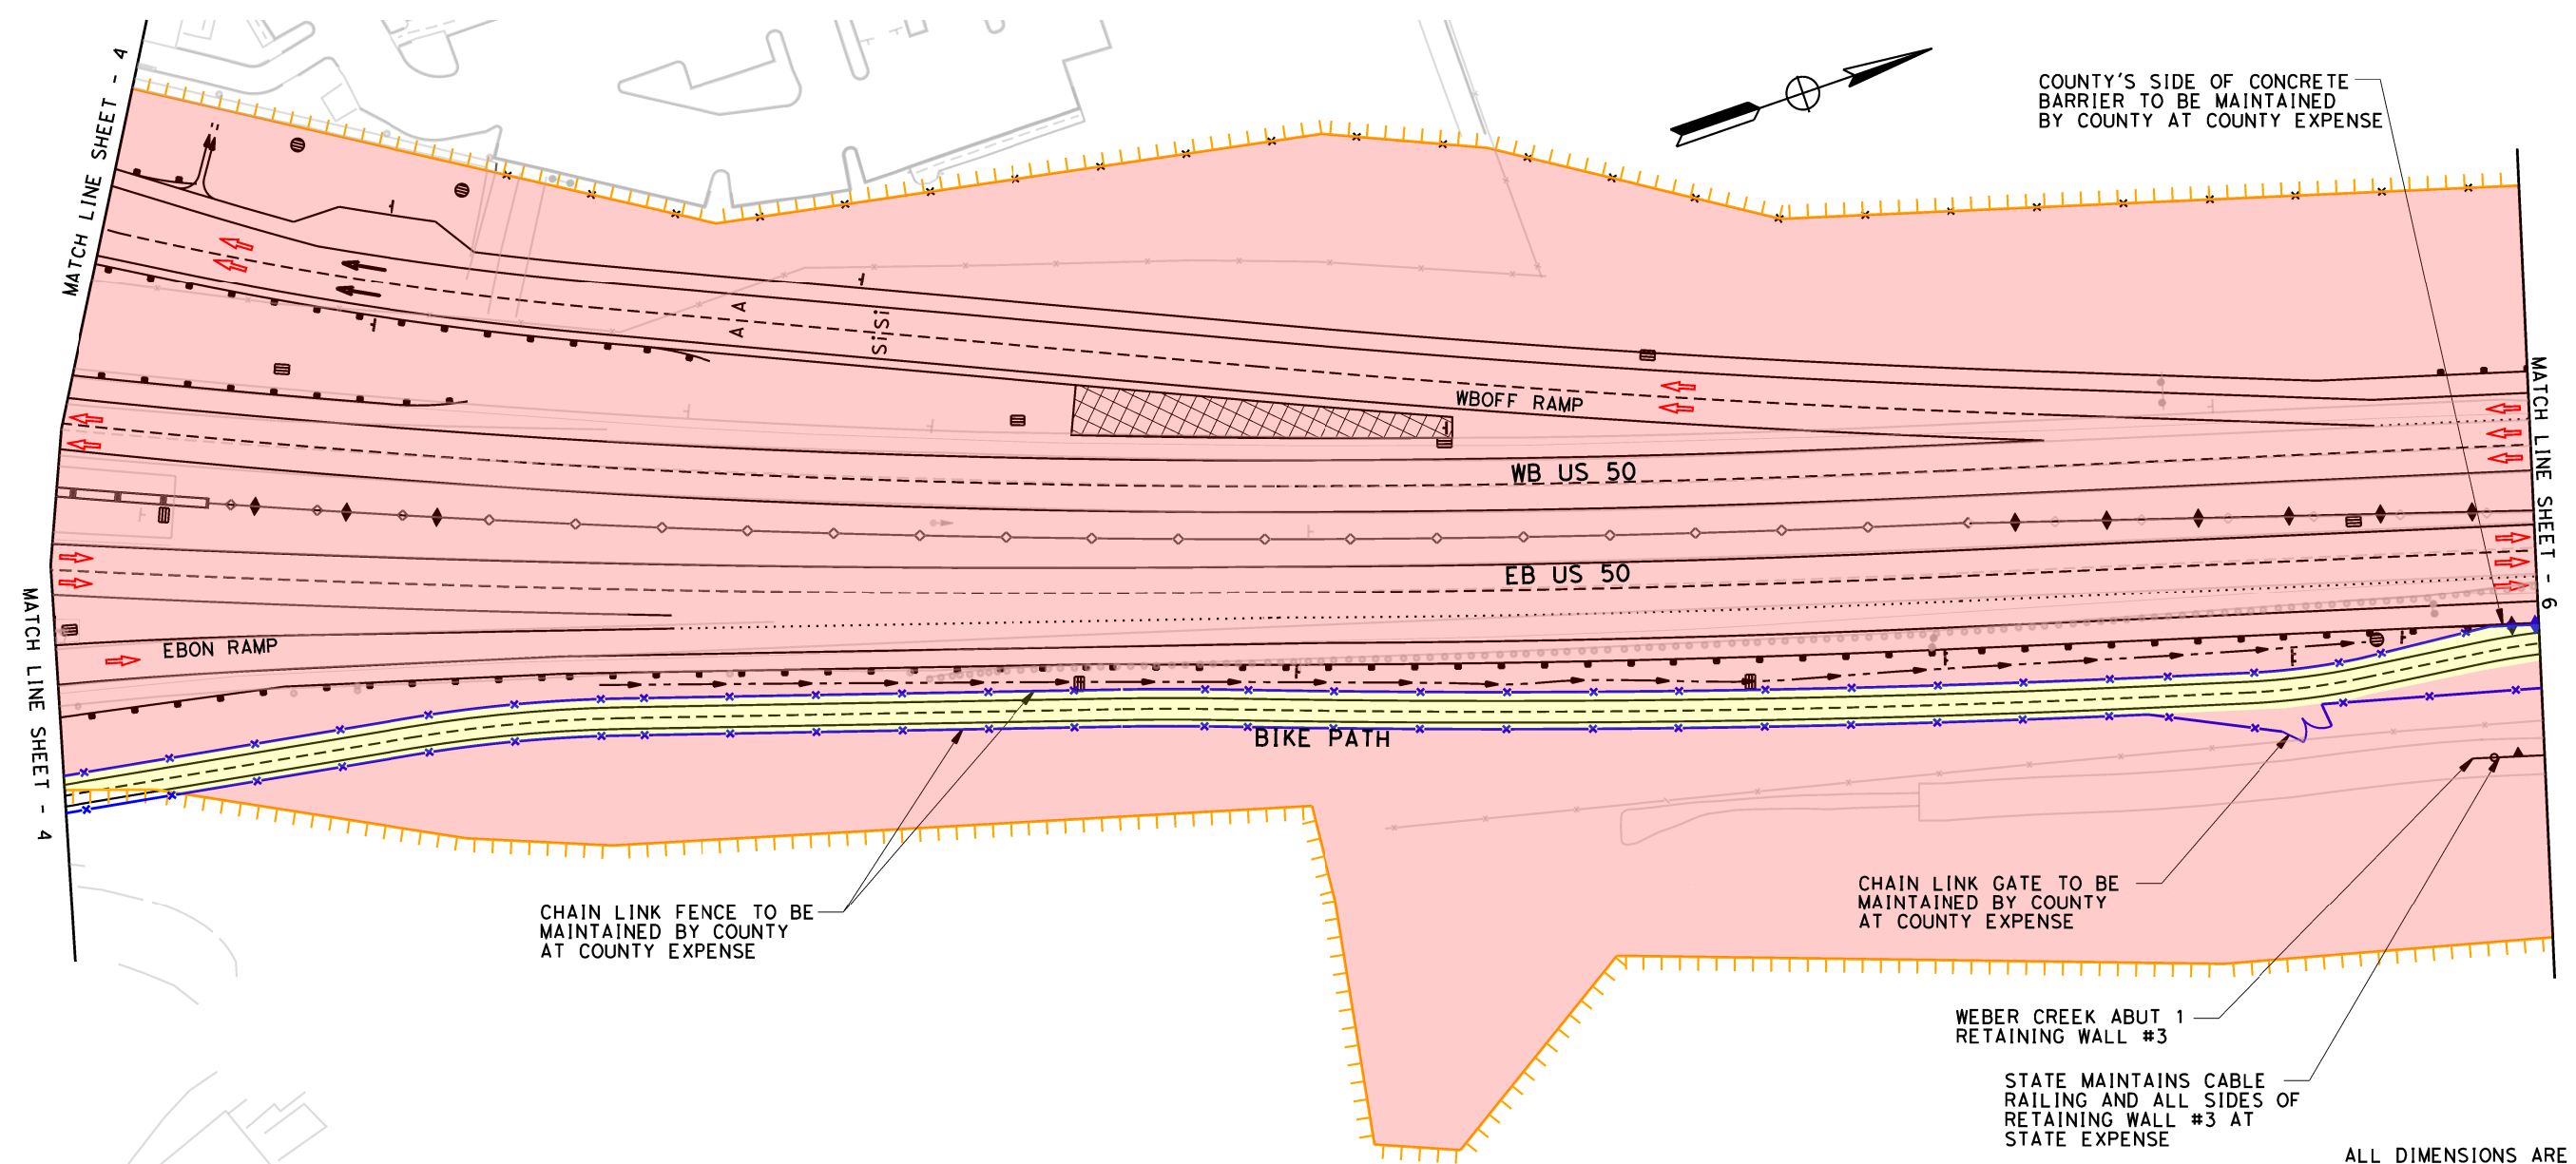 MATCH LINE SHEET - 4
COUNTY'S SIDE OF CONCRETE
BARRIER TO BE MAINTAINED
BY COUNTY AT COUNTY EXPENSE
A A
SiSi
WBOFF RAMP
WB US 50
MATCH LINE SHEET - 6
EB US 50
EBON RAMP
MATCH LINE SHEET - 4
BIKE PATH
CHAIN LINK FENCE TO BE
MAINTAINED BY COUNTY
AT COUNTY EXPENSE
CHAIN LINK GATE TO BE
MAINTAINED BY COUNTY
AT COUNTY EXPENSE
WEBER CREEK ABUT 1
RETAINING WALL #3
STATE MAINTAINS CABLE
RAILING AND ALL SIDES OF
RETAINING WALL #3 AT
STATE EXPENSE
ALL DIMENSIONS ARE